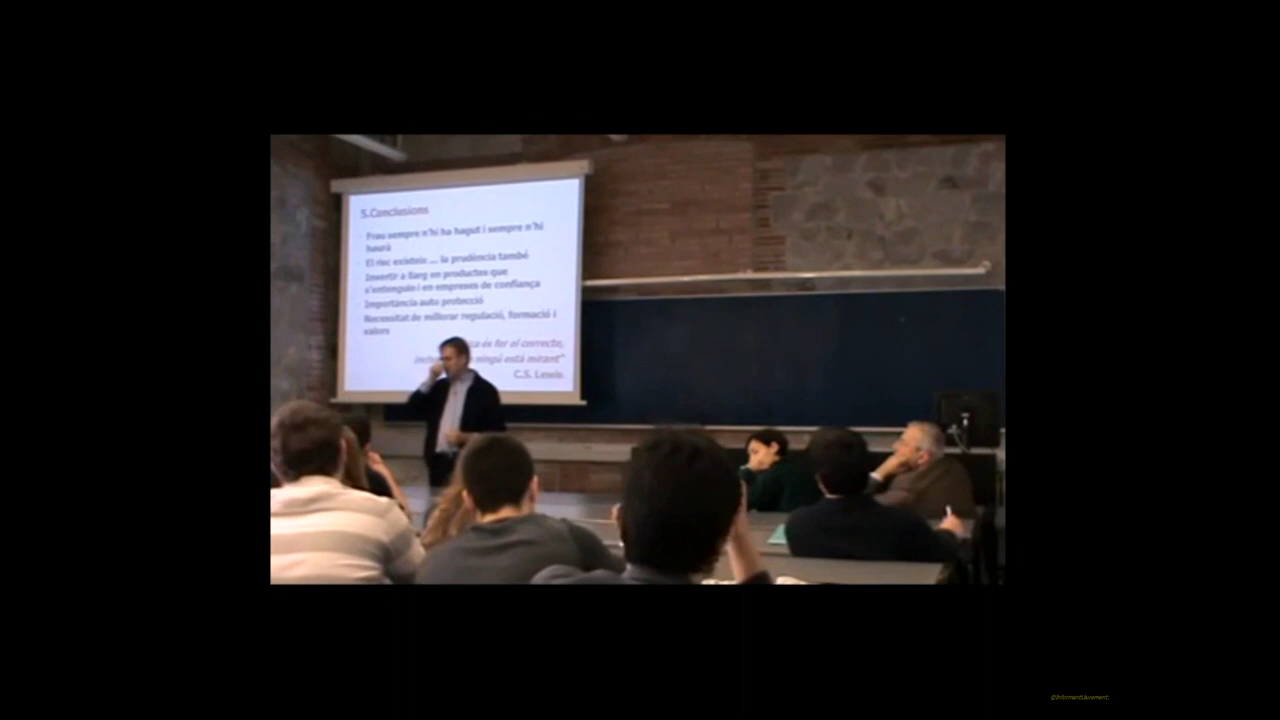 5.Conclusions
Frau sempre n'hi ha hagut i sempre n'hi
haurà
El risc existeix ... la prudència també
Invertir a llarg en productes que
s'entenguin i en empreses de confiança
Importància auto protecció
Necessitat de millorar regulació, formació i
valors
és fer el correcte,
ningú està mirant"
C.S. Lewis.
©InformantLliurement.